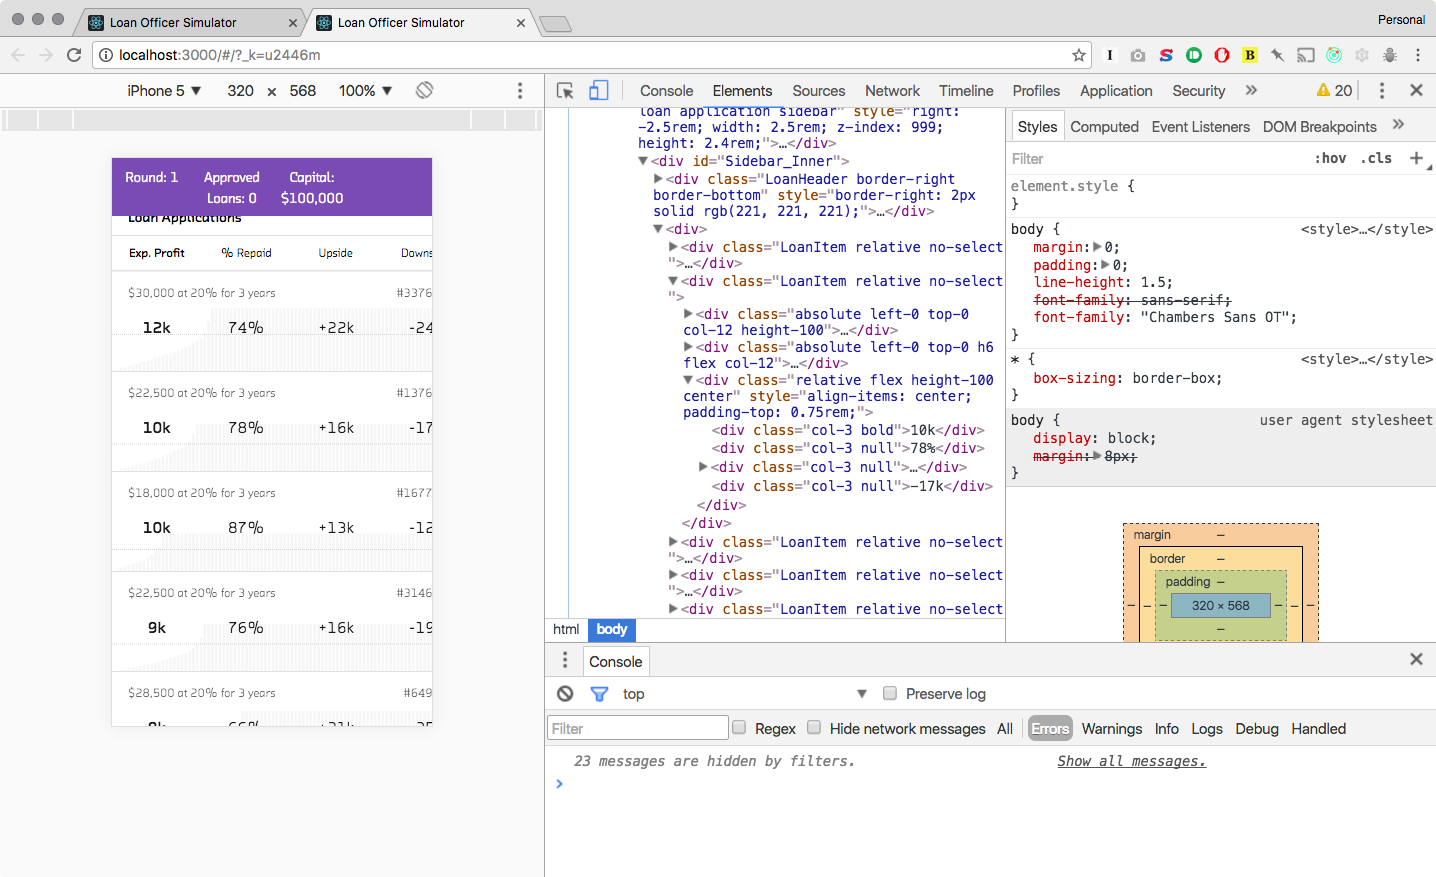 Loan Officer Simulator
Loan Officer Simulator
Personal
localhost:3000/#/?_k=u2446m
iPhone 5 ▼ 320 × 568 100% ▼
Console Elements Sources Network Timeline Profiles Application Security » 20
Round: 1 Approved Loans: 0 Capital: $100,000
Loan Applications
Exp. Profit % Repaid Upside Downs
$30,000 at 20% for 3 years #3376
12k 74% +22k -24
$22,500 at 20% for 3 years #1376
10k 78% +16k -17
$18,000 at 20% for 3 years #1677
10k 87% +13k -12
$22,500 at 20% for 3 years #3146
9k 76% +16k -19
$28,500 at 20% for 3 years #649
loan application sidebar" style="right:
-2.5rem; width: 2.5rem; z-index: 999;
height: 2.4rem;">…</div>
▼<div id="Sidebar_Inner">
▶<div class="LoanHeader border-right
border-bottom" style="border-right: 2px
solid rgb(221, 221, 221);">…</div>
▼<div>
▶<div class="LoanItem relative no-select
">…</div>
▼<div class="LoanItem relative no-select
">
▶<div class="absolute left-0 top-0
col-12 height-100">…</div>
▶<div class="absolute left-0 top-0 h6
flex col-12">…</div>
▼<div class="relative flex height-100
center" style="align-items: center;
padding-top: 0.75rem;">
<div class="col-3 bold">10k</div>
<div class="col-3 null">78%</div>
▶<div class="col-3 null">…</div>
<div class="col-3 null">-17k</div>
</div>
</div>
▶<div class="LoanItem relative no-select
">…</div>
▶<div class="LoanItem relative no-select
">…</div>
▶<div class="LoanItem relative no-select
html body
Styles Computed Event Listeners DOM Breakpoints »
Filter :hov .cls +
element.style {
}
body { <style>…</style>
margin:▶0;
padding:▶0;
line-height: 1.5;
font-family: sans-serif;
font-family: "Chambers Sans OT";
}
* { <style>…</style>
box-sizing: border-box;
}
body { user agent stylesheet
display: block;
margin:▶8px;
}
margin –
border –
padding –
– – – 320 × 568 – – –
–
Console
top ▼ Preserve log
Filter Regex Hide network messages All Errors Warnings Info Logs Debug Handled
23 messages are hidden by filters. Show all messages.